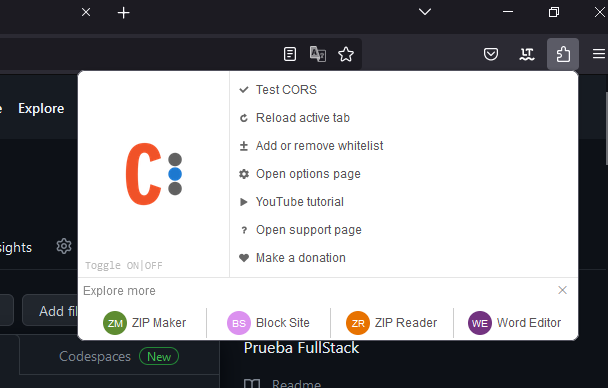 Explore
Test CORS
Reload active tab
Add or remove whitelist
Open options page
YouTube tutorial
Open support page
Make a donation
C:
Toggle ON|OFF
sights
Explore more
Add fil
ZM ZIP Maker
BS Block Site
ZR ZIP Reader
WE Word Editor
Codespaces New
Prueba FullStack
Readme